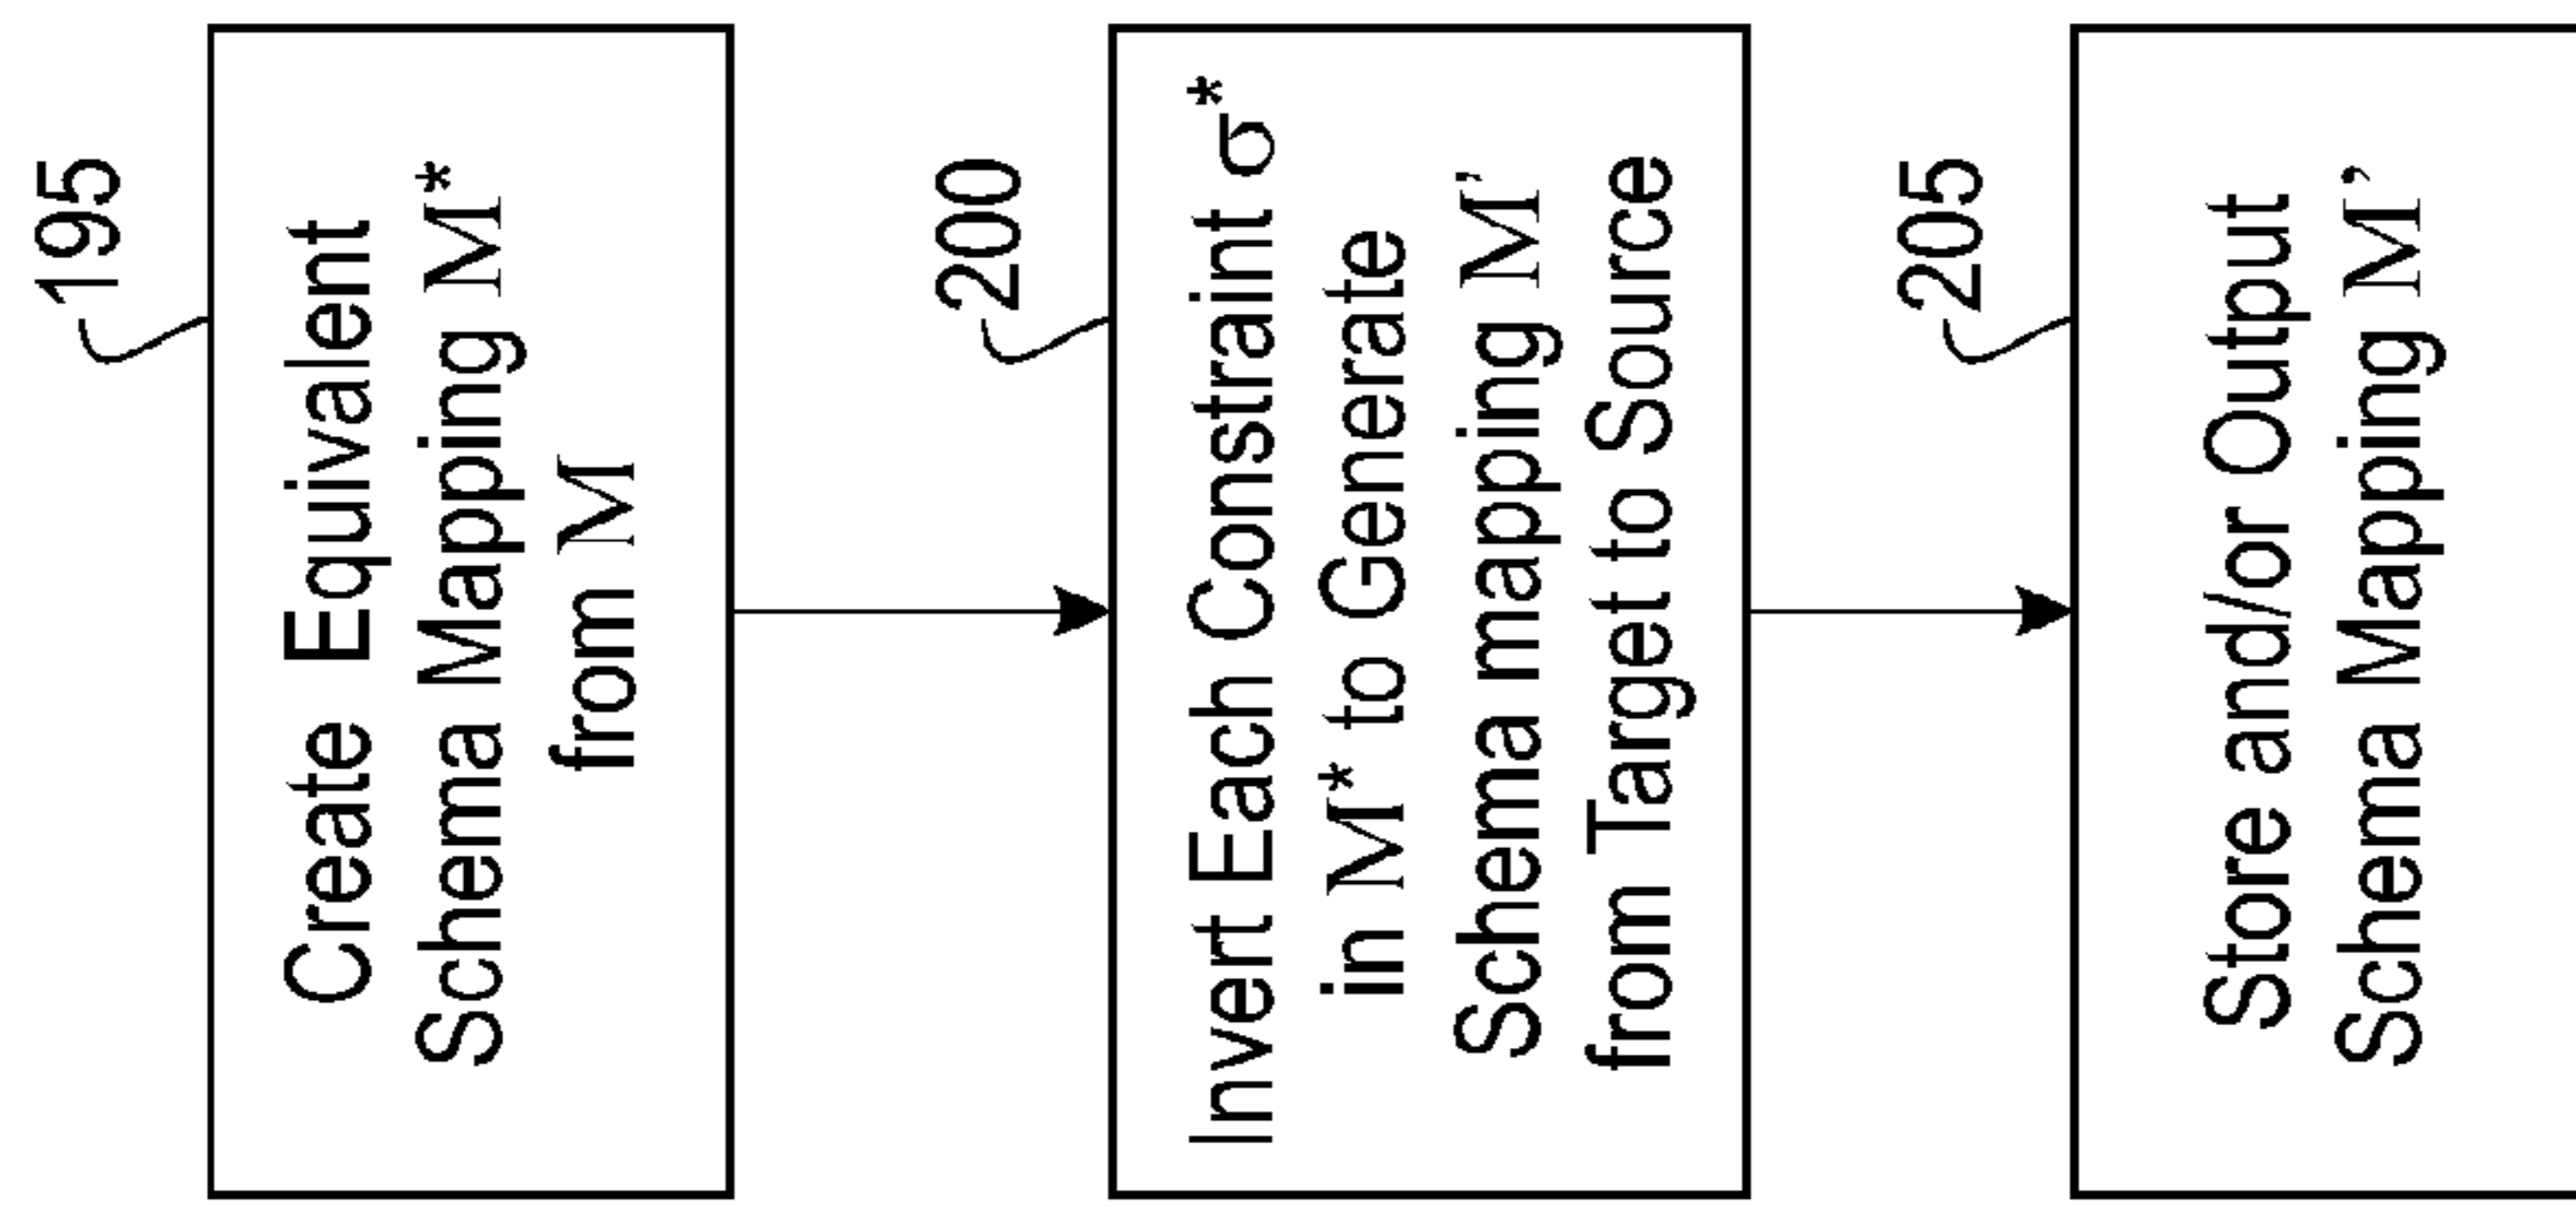 195
Create Equivalent
Schema Mapping M*
from M
200
Invert Each Constraint σ*
in M* to Generate
Schema mapping M’
from Target to Source
205
Store and/or Output
Schema Mapping M’